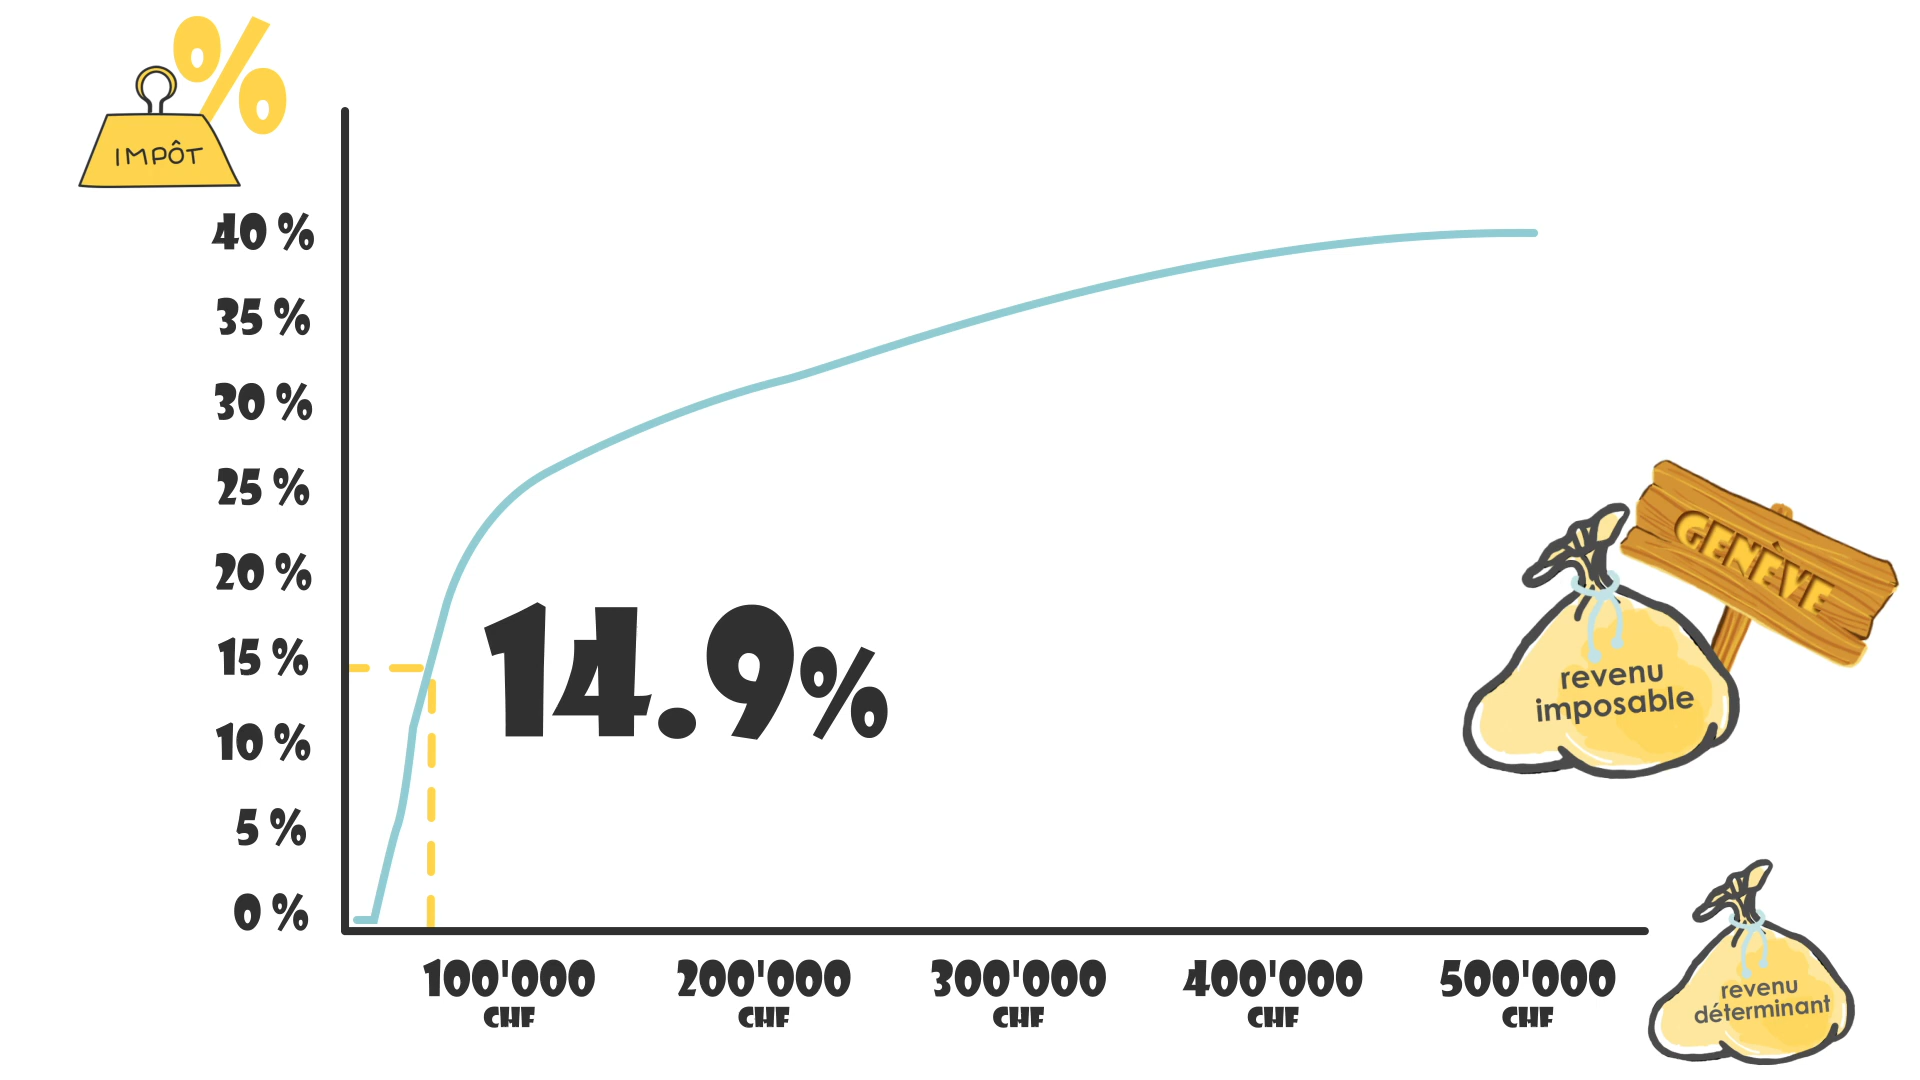 %
IMPÔT
40 %
35 %
30 %
25 %
20 %
15 %
10 %
5 %
0 %
14.9%
GENÈVE
revenu
imposable
100'000
CHF
200'000
CHF
300'000
CHF
400'000
CHF
500'000
CHF
revenu
déterminant